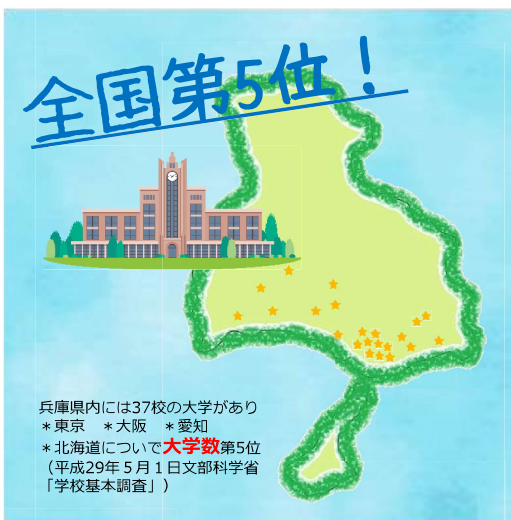 全国第5位！
兵庫県内には37校の大学があり
＊東京　＊大阪　＊愛知
＊北海道についで大学数第5位
（平成29年５月１日文部科学省
「学校基本調査」）